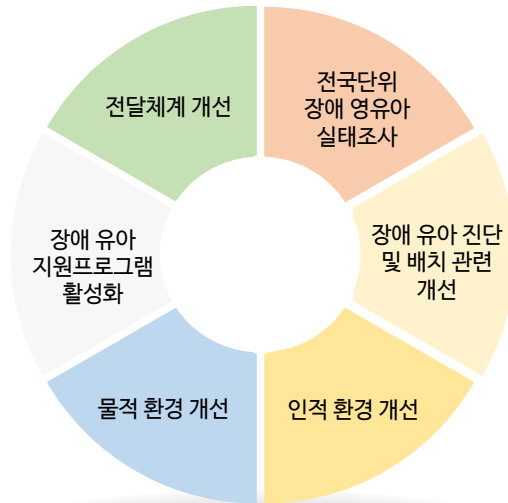 전국단위
장애 영유아
실태조사
장애 유아 진단
및 배치 관련
개선
인적 환경 개선
물적 환경 개선
장애 유아
지원프로그램
활성화
전달체계 개선